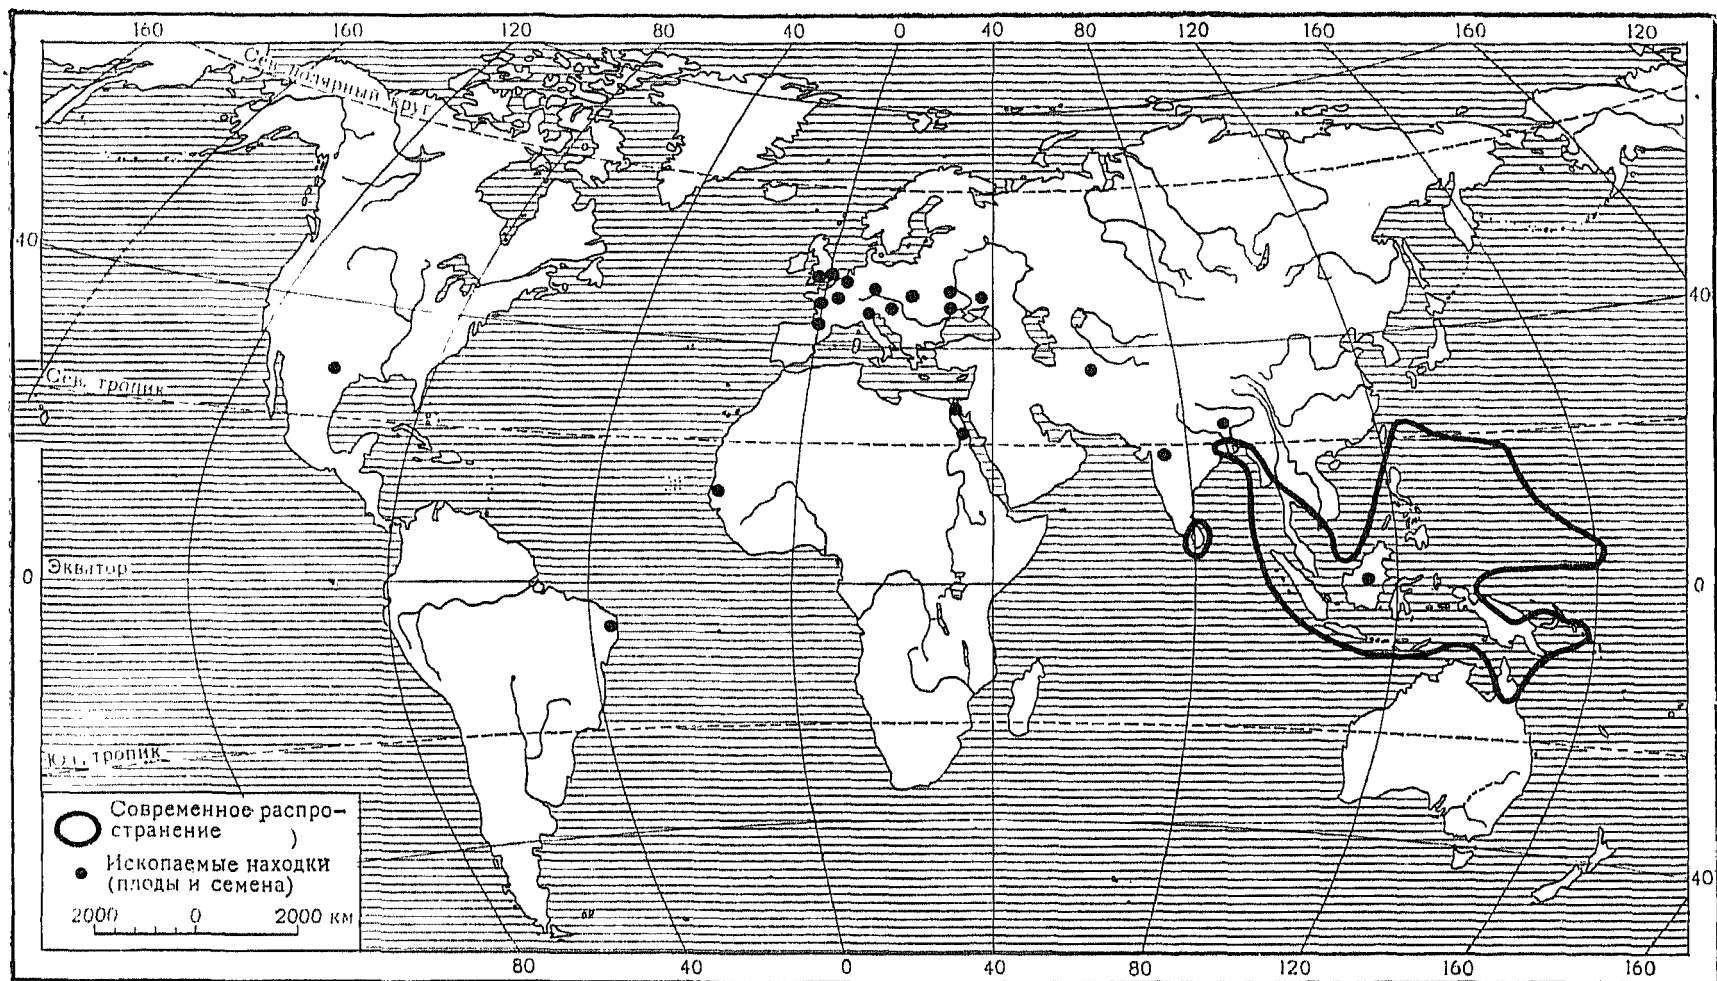 160 160 120 80 40 0 40 80 120 160 160 120
Сев. полярный круг
40 40
Сев. тропик
Экватор
0 0
Юж. тропик
Современное распро-
странение )
Ископаемые находки
(плоды и семена)
2000 0 2000 км
40
80 40 0 40 80 120 160 160